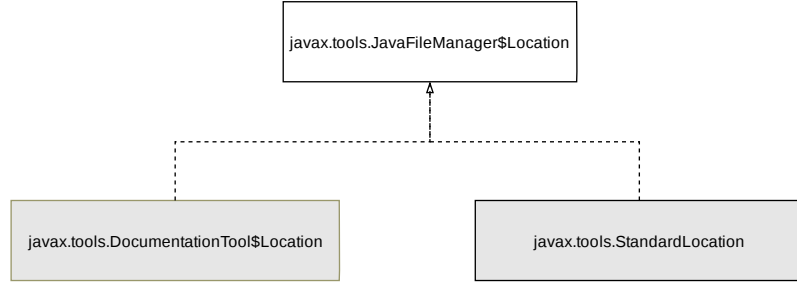 javax.tools.JavaFileManager$Location
javax.tools.DocumentationTool$Location
javax.tools.StandardLocation